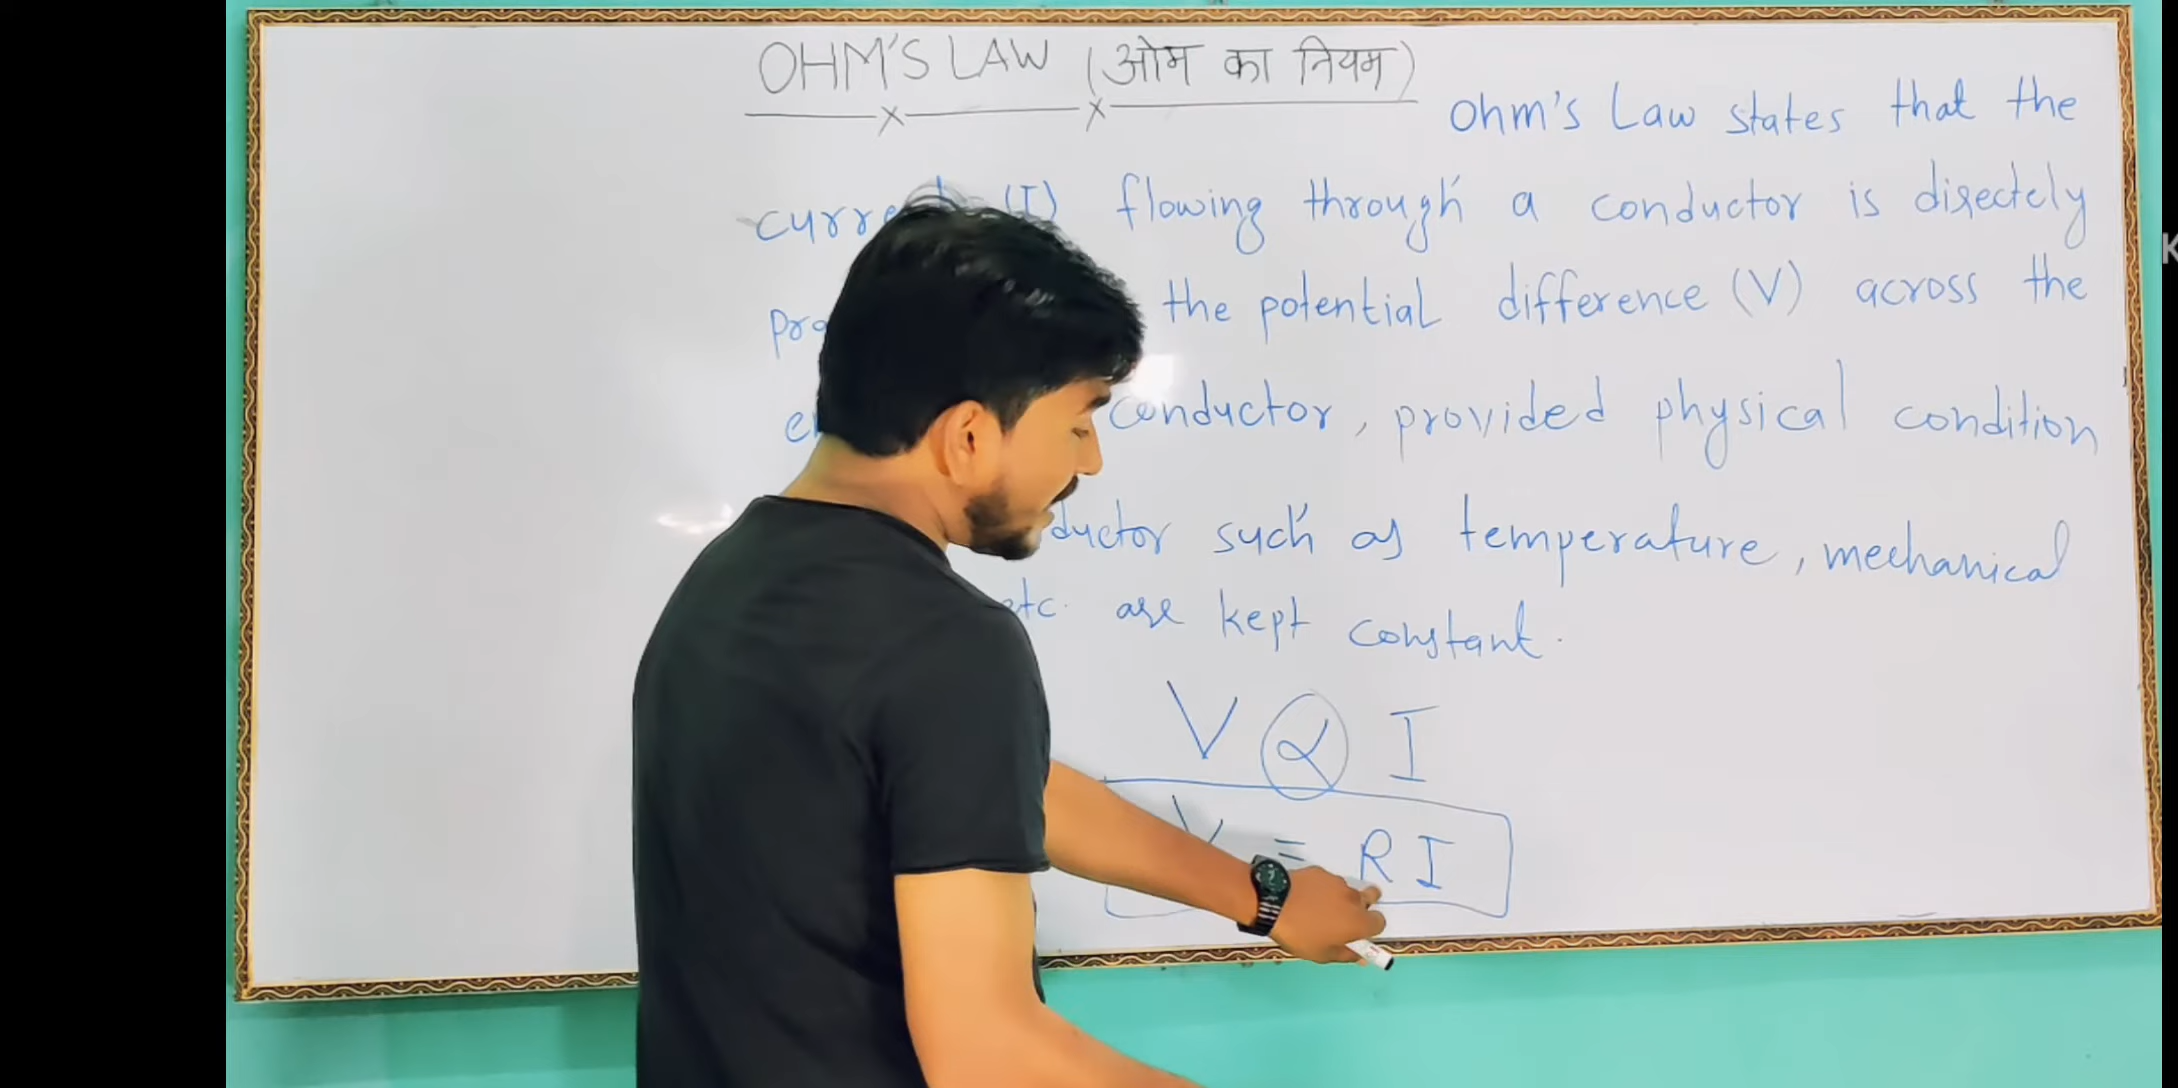 OHM'S LAW (ओम का नियम)
Ohm's Law states that the
(I) flowing through a conductor is directely
the potential difference (V) across the
conductor, provided physical condition
such as temperature, mechanical
etc. are kept constant.
V α I
V = R I
K